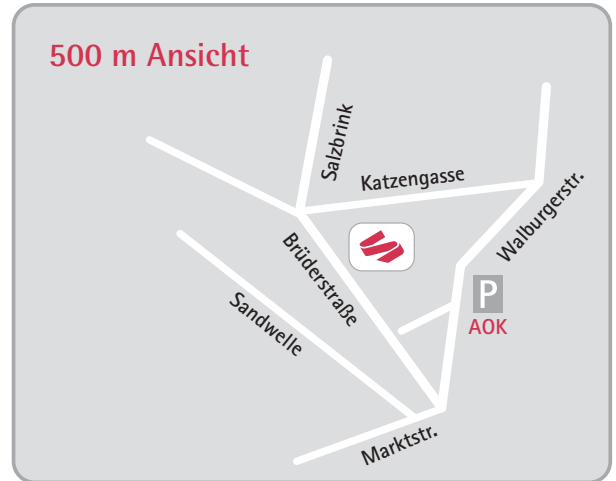 500 m Ansicht
Salzbrink
Katzengasse
Walburgerstr.
Brüderstraße
Sandwelle
P
AOK
Marktstr.